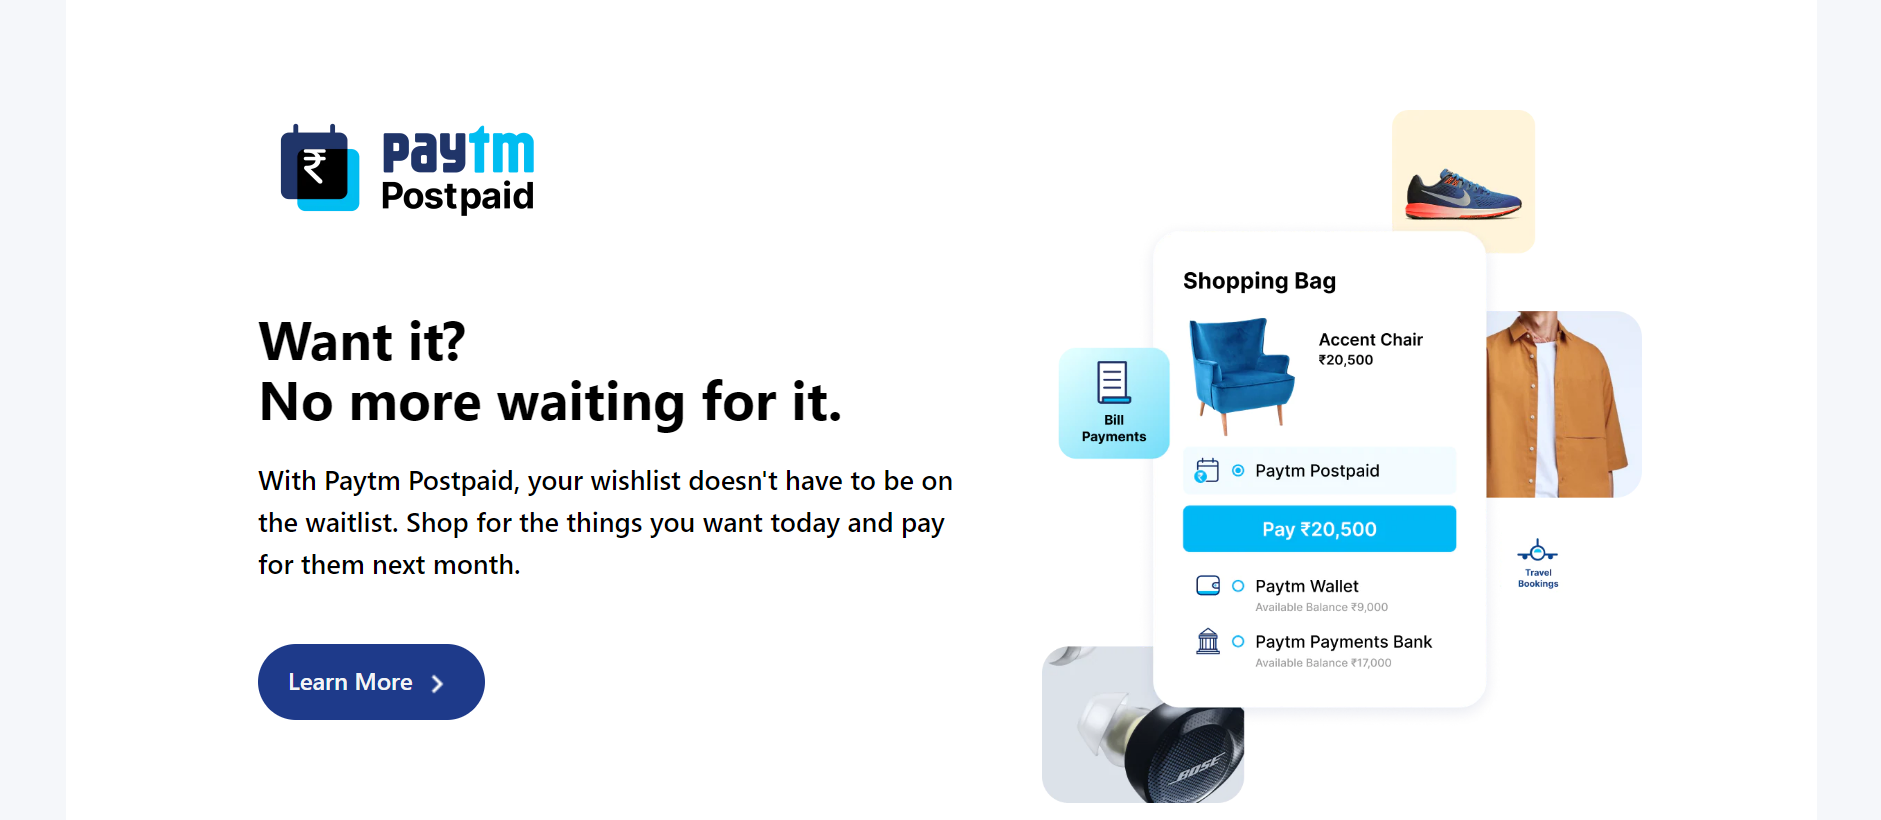 paytm
Postpaid
Want it?
No more waiting for it.
With Paytm Postpaid, your wishlist doesn't have to be on
the waitlist. Shop for the things you want today and pay
for them next month.
Learn More
Shopping Bag
Accent Chair
₹20,500
Bill
Payments
Paytm Postpaid
Pay ₹20,500
Paytm Wallet
Available Balance ₹9,000
Paytm Payments Bank
Available Balance ₹17,000
Travel
Bookings
BOSE